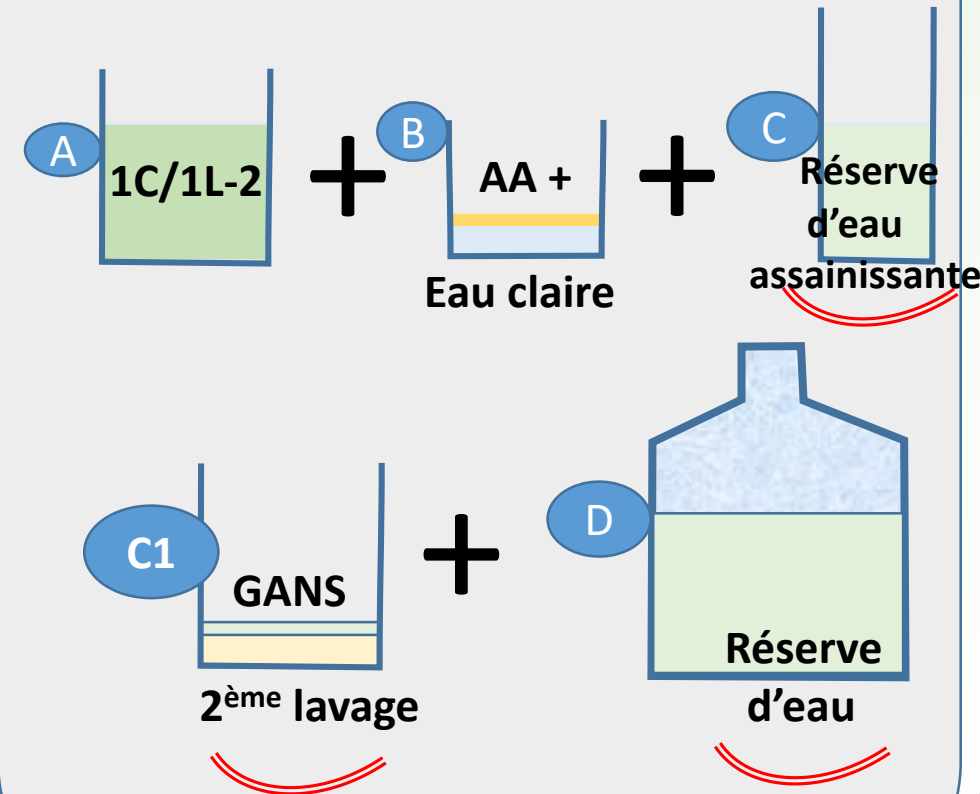 A
1C/1L-2
+
B
AA +
Eau claire
+
C
Réserve
d'eau
assainissante
C1
GANS
2ème lavage
+
D
Réserve
d'eau